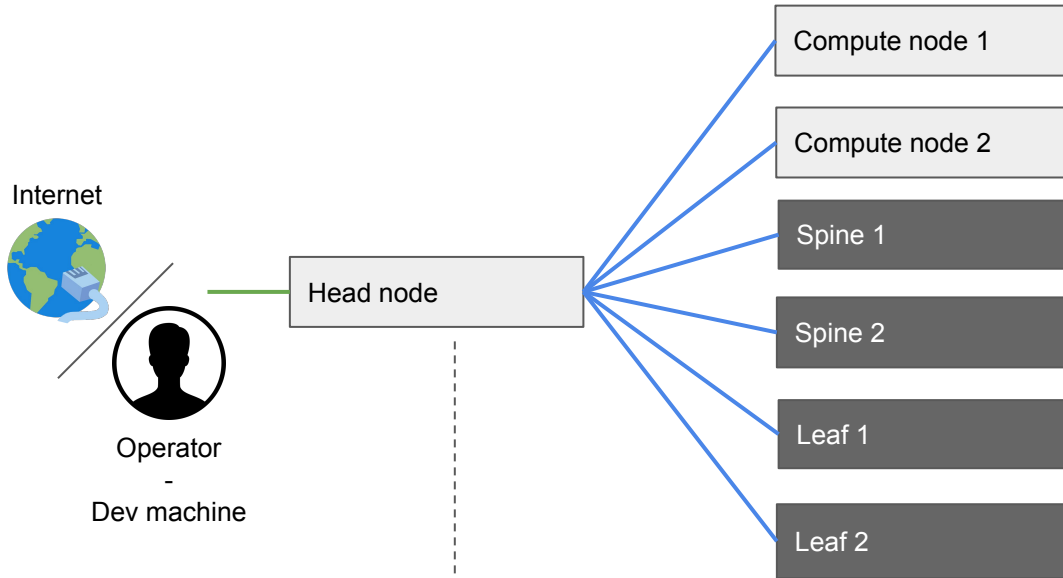 Internet
Operator
-
Dev machine
Head node
Compute node 1
Compute node 2
Spine 1
Spine 2
Leaf 1
Leaf 2